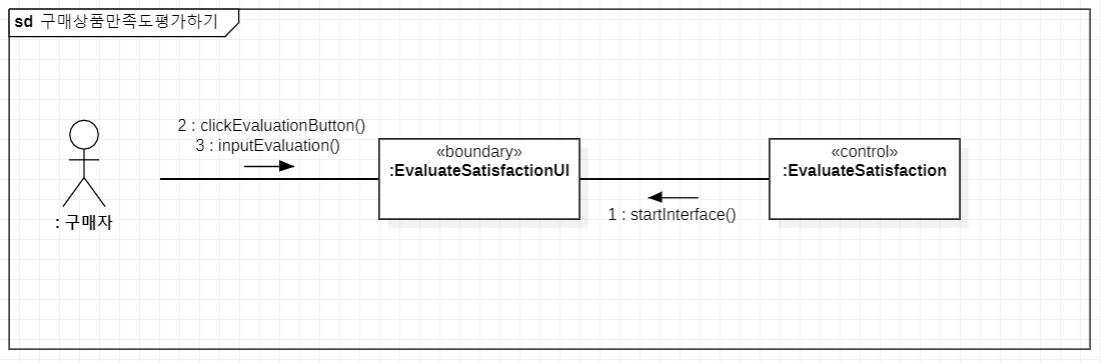 sd 구매상품만족도평가하기
2 : clickEvaluationButton()
3 : inputEvaluation()
«boundary»
:EvaluateSatisfactionUI
«control»
:EvaluateSatisfaction
1 : startInterface()
: 구매자